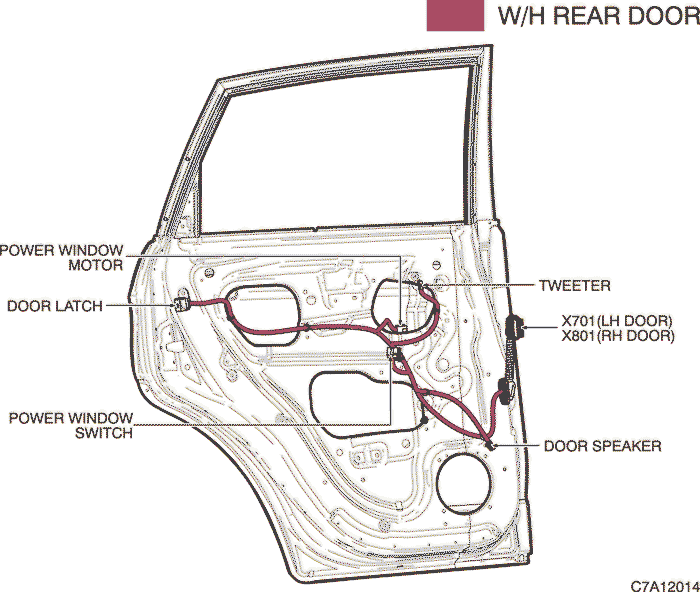 W/H REAR DOOR
POWER WINDOW
MOTOR
DOOR LATCH
TWEETER
X701(LH DOOR)
X801(RH DOOR)
POWER WINDOW
SWITCH
DOOR SPEAKER
C7A12014